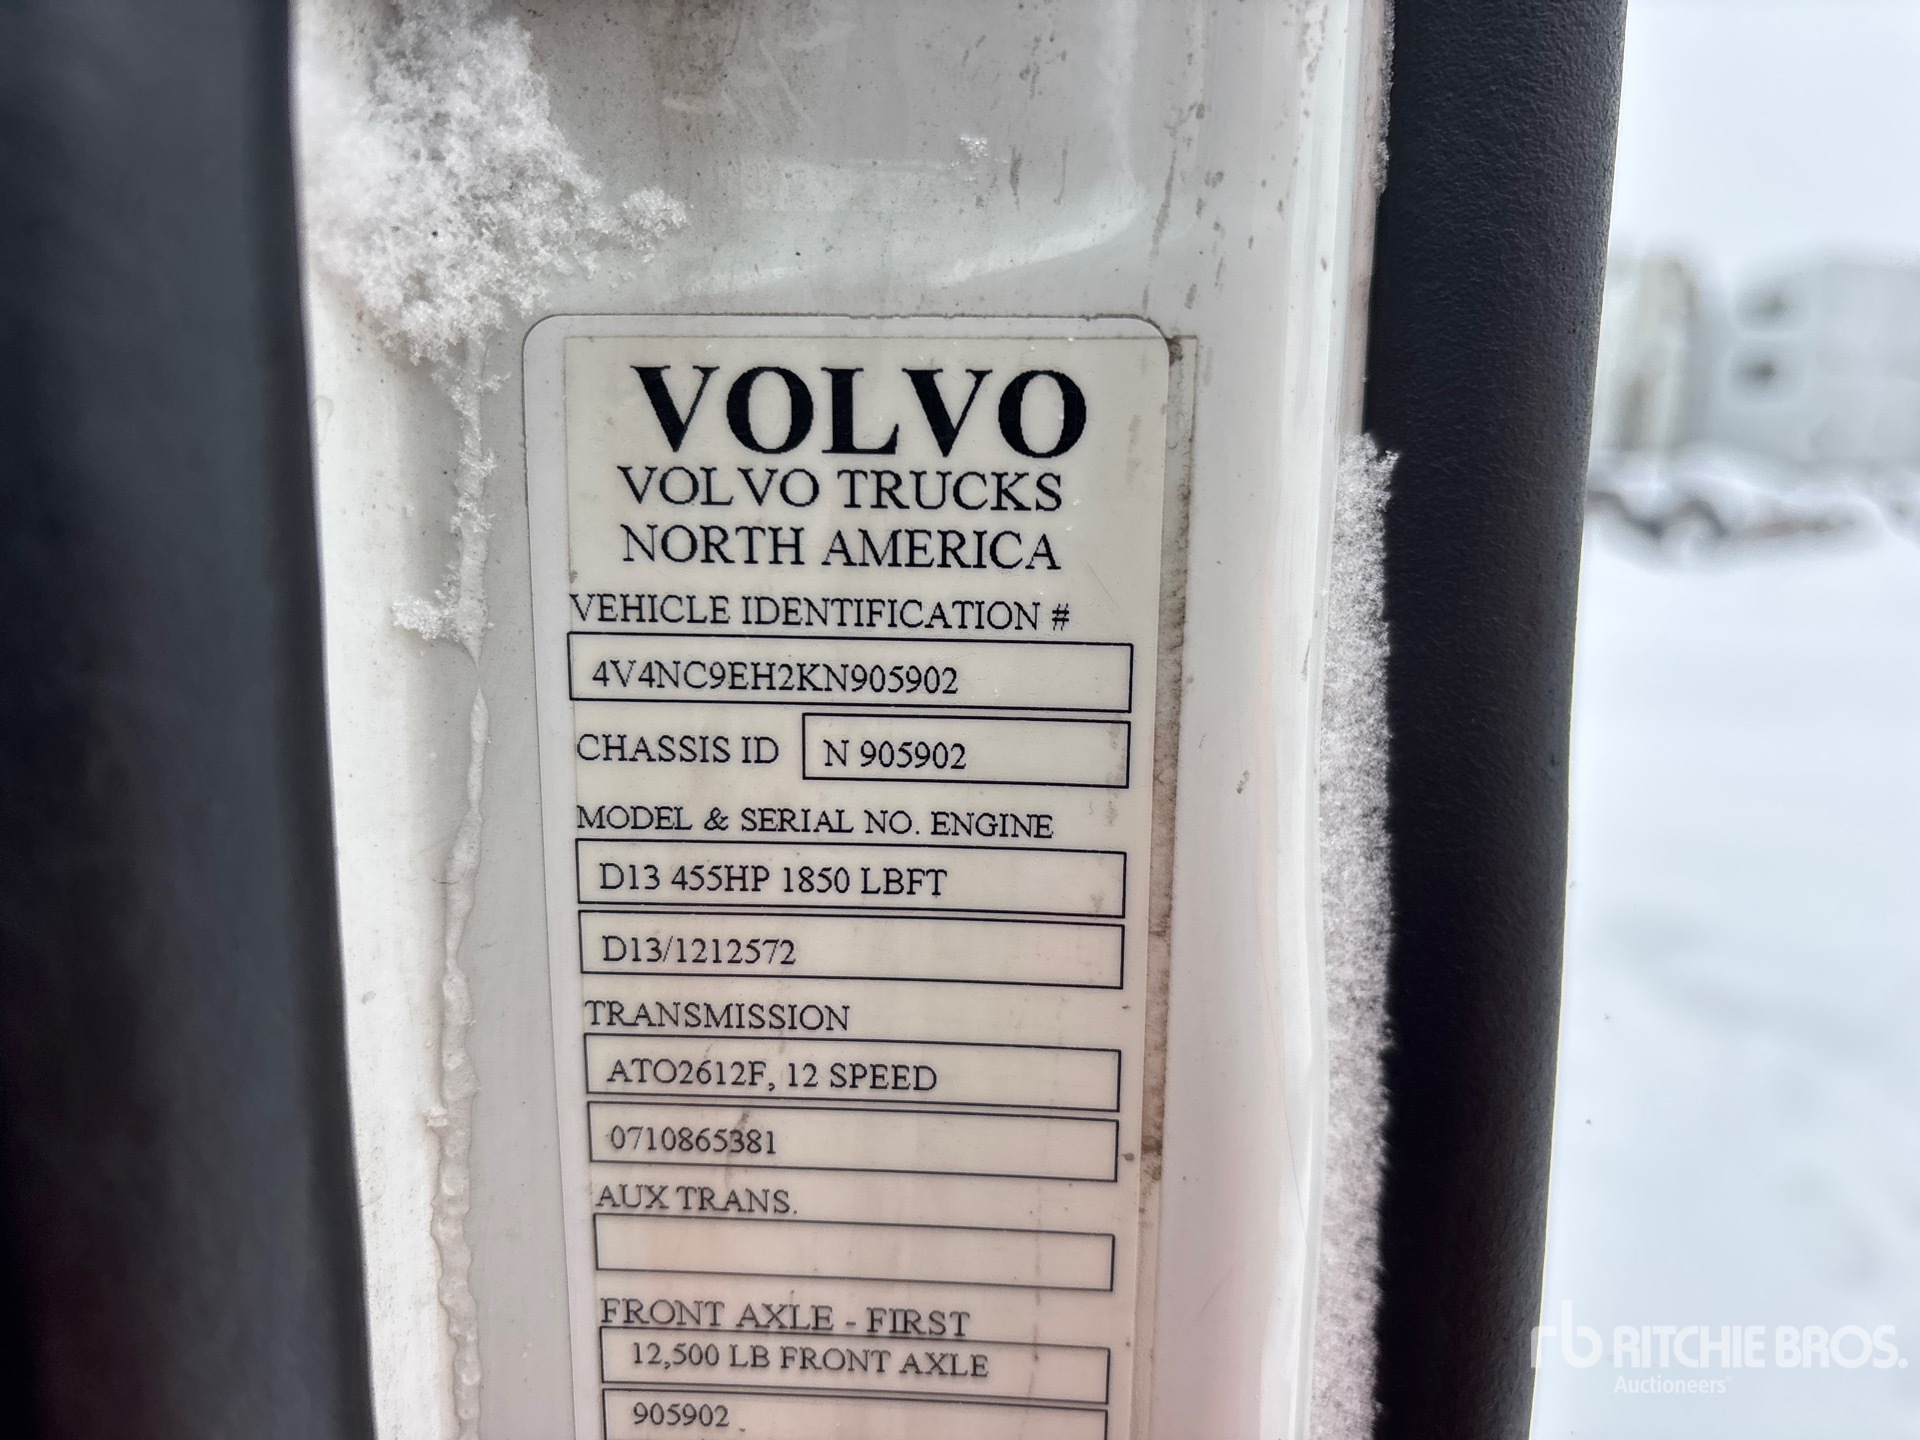 VOLVO
VOLVO TRUCKS
NORTH AMERICA
VEHICLE IDENTIFICATION #
4V4NC9EH2KN905902
CHASSIS ID N 905902
MODEL & SERIAL NO. ENGINE
D13 455HP 1850 LBFT
D13/1212572
TRANSMISSION
ATO2612F, 12 SPEED
0710865381
AUX TRANS.
FRONT AXLE - FIRST
12,500 LB FRONT AXLE
905902
rb RITCHIE BROS.
Auctioneers